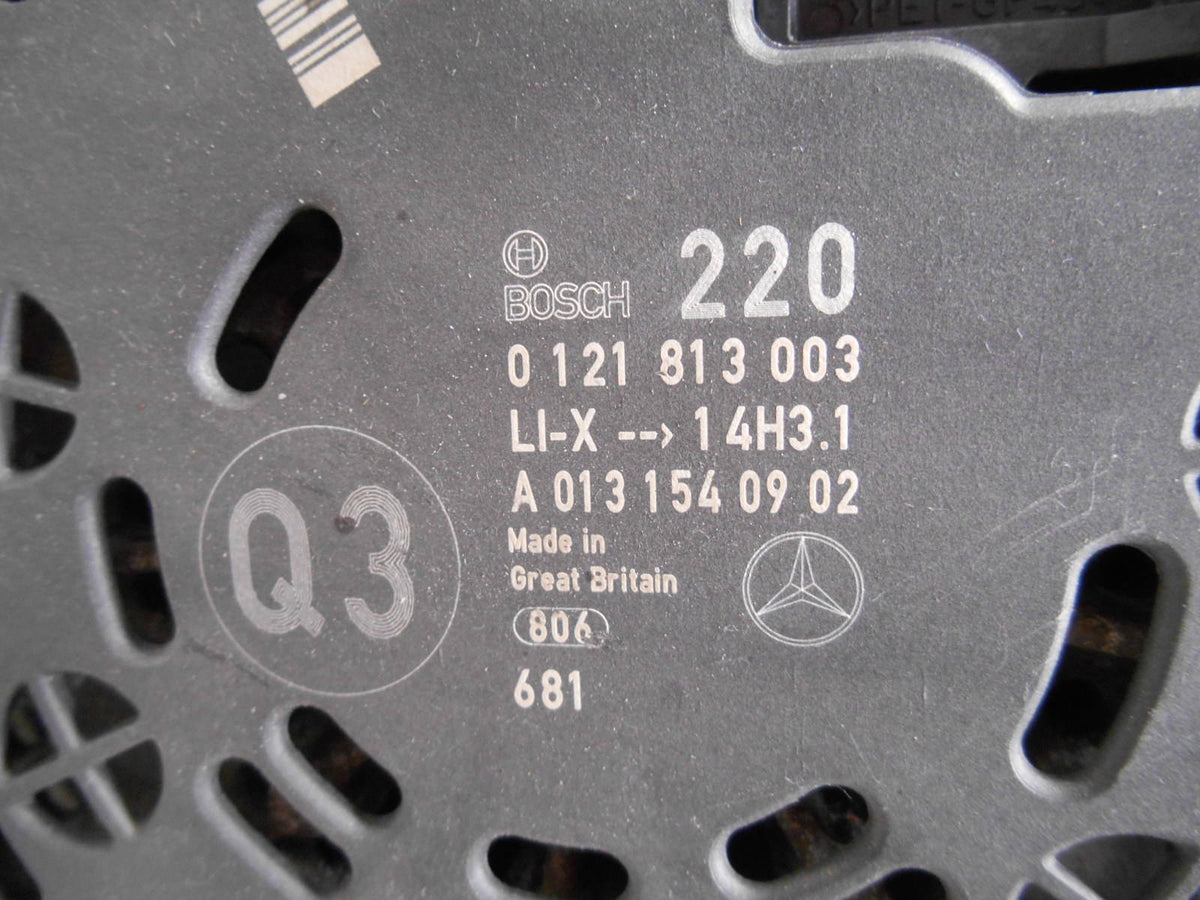 BOSCH 220
0 121 813 003
LI-X --> 14H3.1
A 013 154 09 02
Made in
Great Britain
806
681
Q3